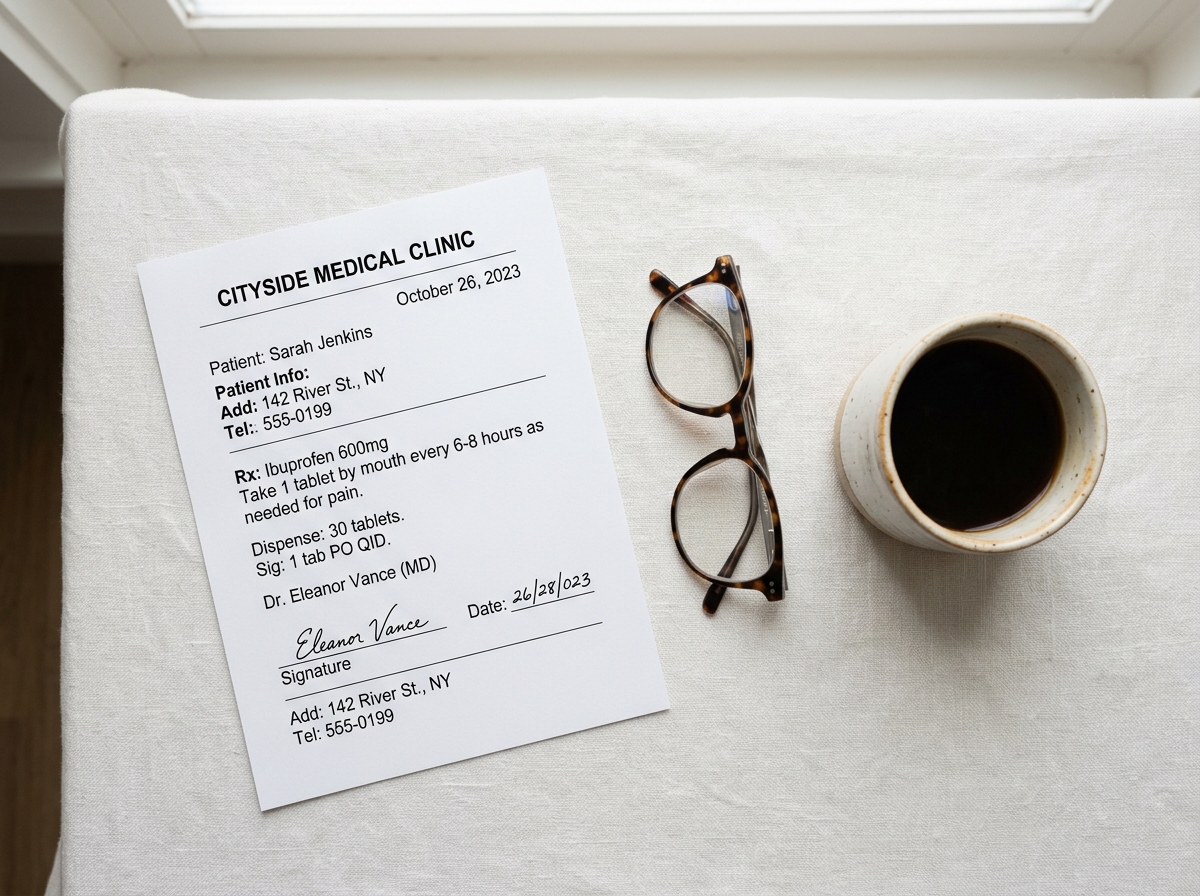 CITYSIDE MEDICAL CLINIC
October 26, 2023
Patient: Sarah Jenkins
Patient Info:
Add: 142 River St., NY
Tel:. 555-0199
Rx: Ibuprofen 600mg
Take 1 tablet by mouth every 6-8 hours as
needed for pain.
Dispense: 30 tablets.
Sig: 1 tab PO QID.
Dr. Eleanor Vance (MD)
Eleanor Vance Date: 26/28/023
Signature
Add: 142 River St., NY
Tel: 555-0199